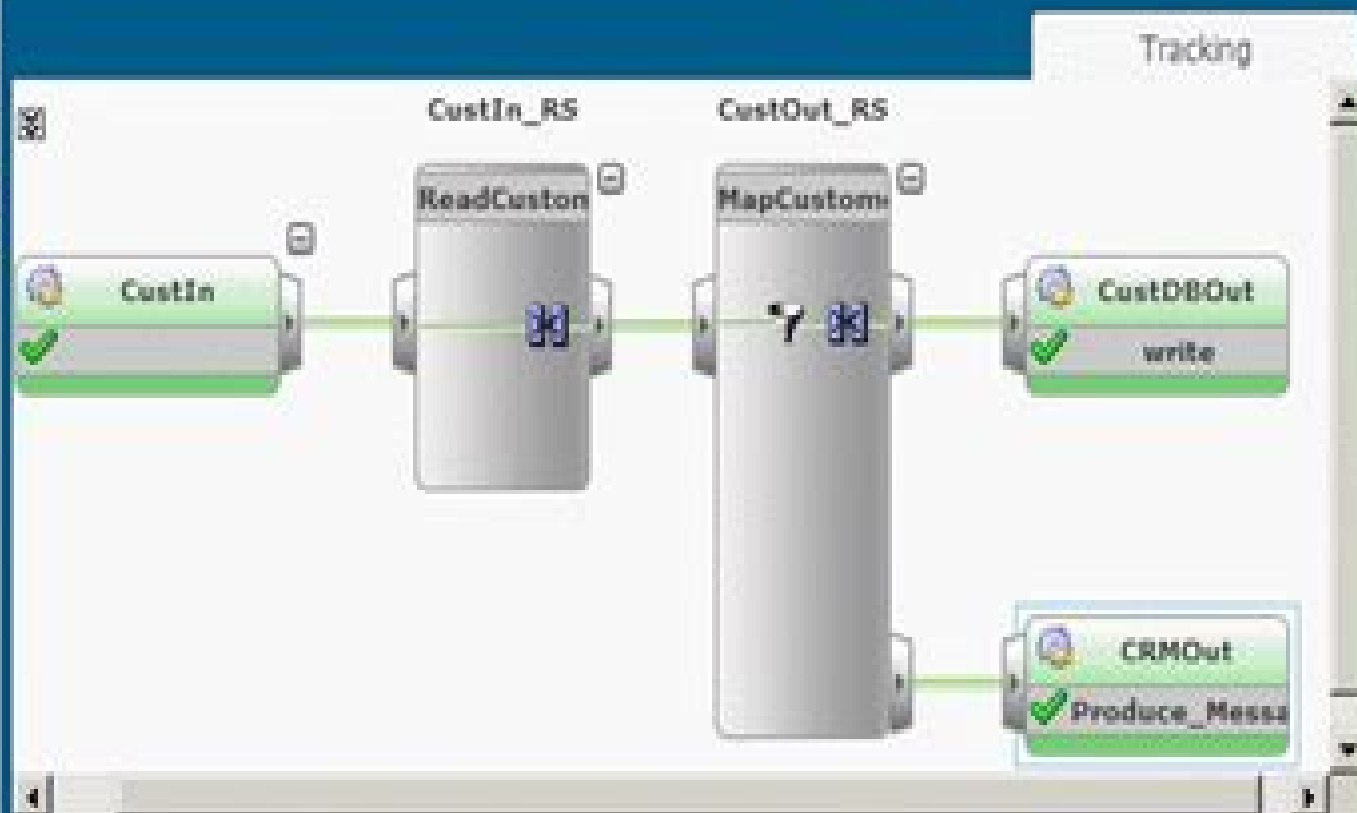 Tracking
CustIn_RS
CustOut_RS
ReadCuston
MapCustom
CustIn
CustDBOut
write
CRMOut
Produce_Messa